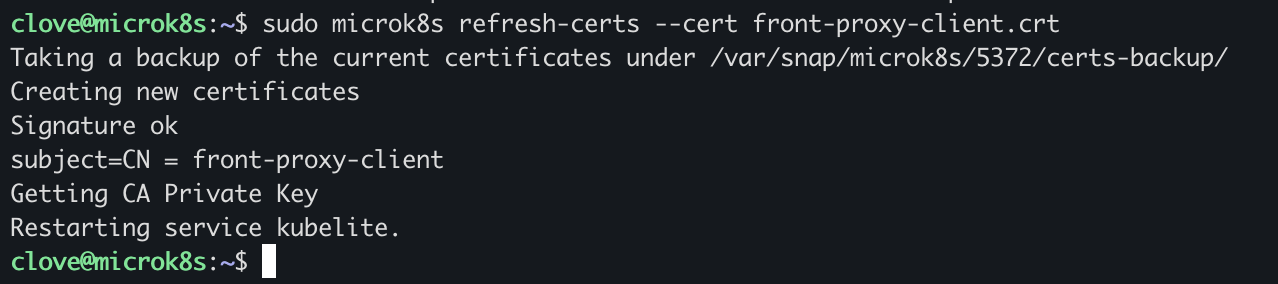 clove@microk8s:~$ sudo microk8s refresh-certs --cert front-proxy-client.crt
Taking a backup of the current certificates under /var/snap/microk8s/5372/certs-backup/
Creating new certificates
Signature ok
subject=CN = front-proxy-client
Getting CA Private Key
Restarting service kubelite.
clove@microk8s:~$